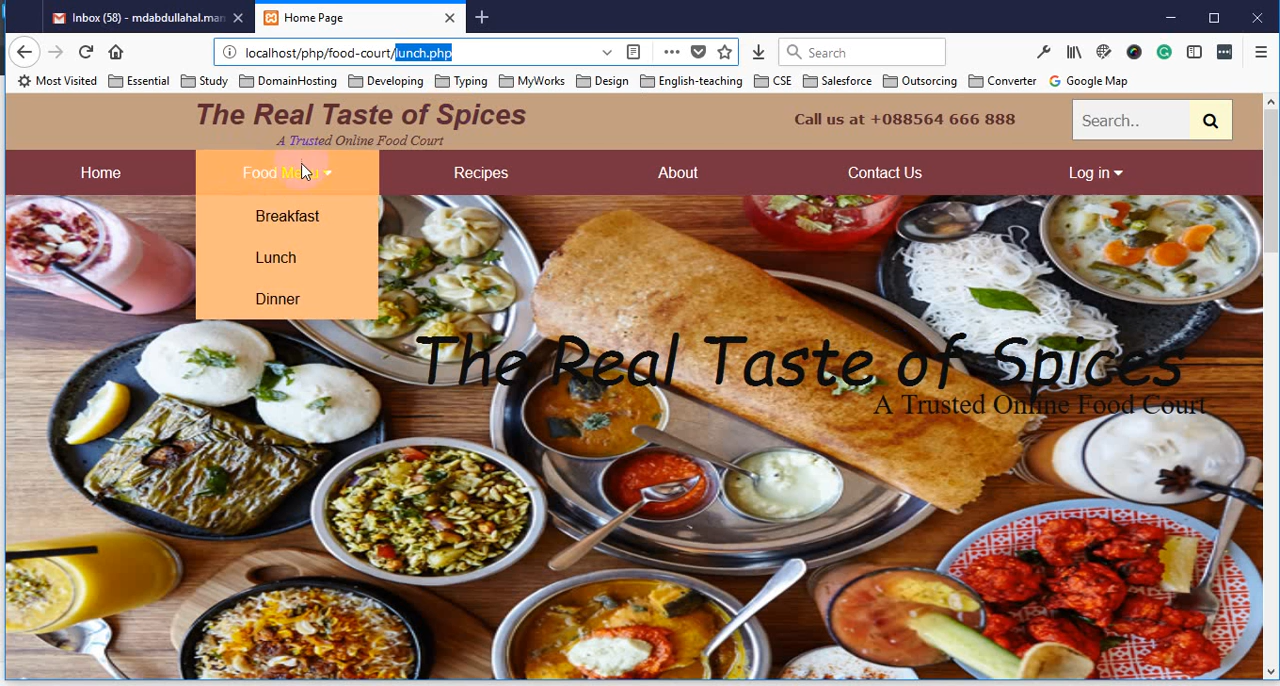 Inbox (58) - mdabdullahal.man
Home Page
localhost/php/food-court/lunch.php
Search
Most Visited Essential Study DomainHosting Developing Typing MyWorks Design English-teaching CSE Salesforce Outsorcing Converter Google Map
The Real Taste of Spices
A Trusted Online Food Court
Call us at +088564 666 888
Search..
Home Food Menu Recipes About Contact Us Log in
Breakfast
Lunch
Dinner
The Real Taste of Spices
A Trusted Online Food Court